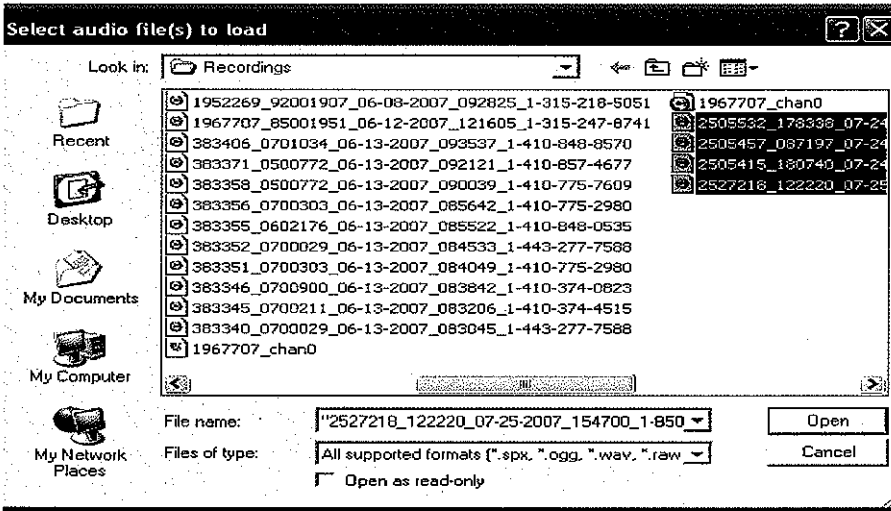 Select audio file(s) to load
Look in: Recordings
1952269_92001907_06-08-2007_092825_1-315-218-5051
1967707_85001951_06-12-2007_121605_1-315-247-8741
383406_0701034_06-13-2007_093537_1-410-848-8570
383371_0500772_06-13-2007_092121_1-410-857-4677
383358_0500772_06-13-2007_090039_1-410-775-7609
383356_0700303_06-13-2007_085642_1-410-775-2980
383355_0602176_06-13-2007_085522_1-410-848-0535
383352_0700029_06-13-2007_084533_1-443-277-7588
383351_0700303_06-13-2007_084049_1-410-775-2980
383346_0700900_06-13-2007_083842_1-410-374-0823
383345_0700211_06-13-2007_083206_1-410-374-4515
383340_0700029_06-13-2007_083045_1-443-277-7588
1967707_chan0
1967707_chan0
2505532_178338_07-24
2505457_087197_07-24
2505415_180740_07-24
2527218_122220_07-25
Recent
Desktop
My Documents
My Computer
My Network Places
File name: "2527218_122220_07-25-2007_154700_1-850
Open
Files of type: All supported formats (*.spx, *.ogg, *.wav, *.raw
Cancel
Open as read-only